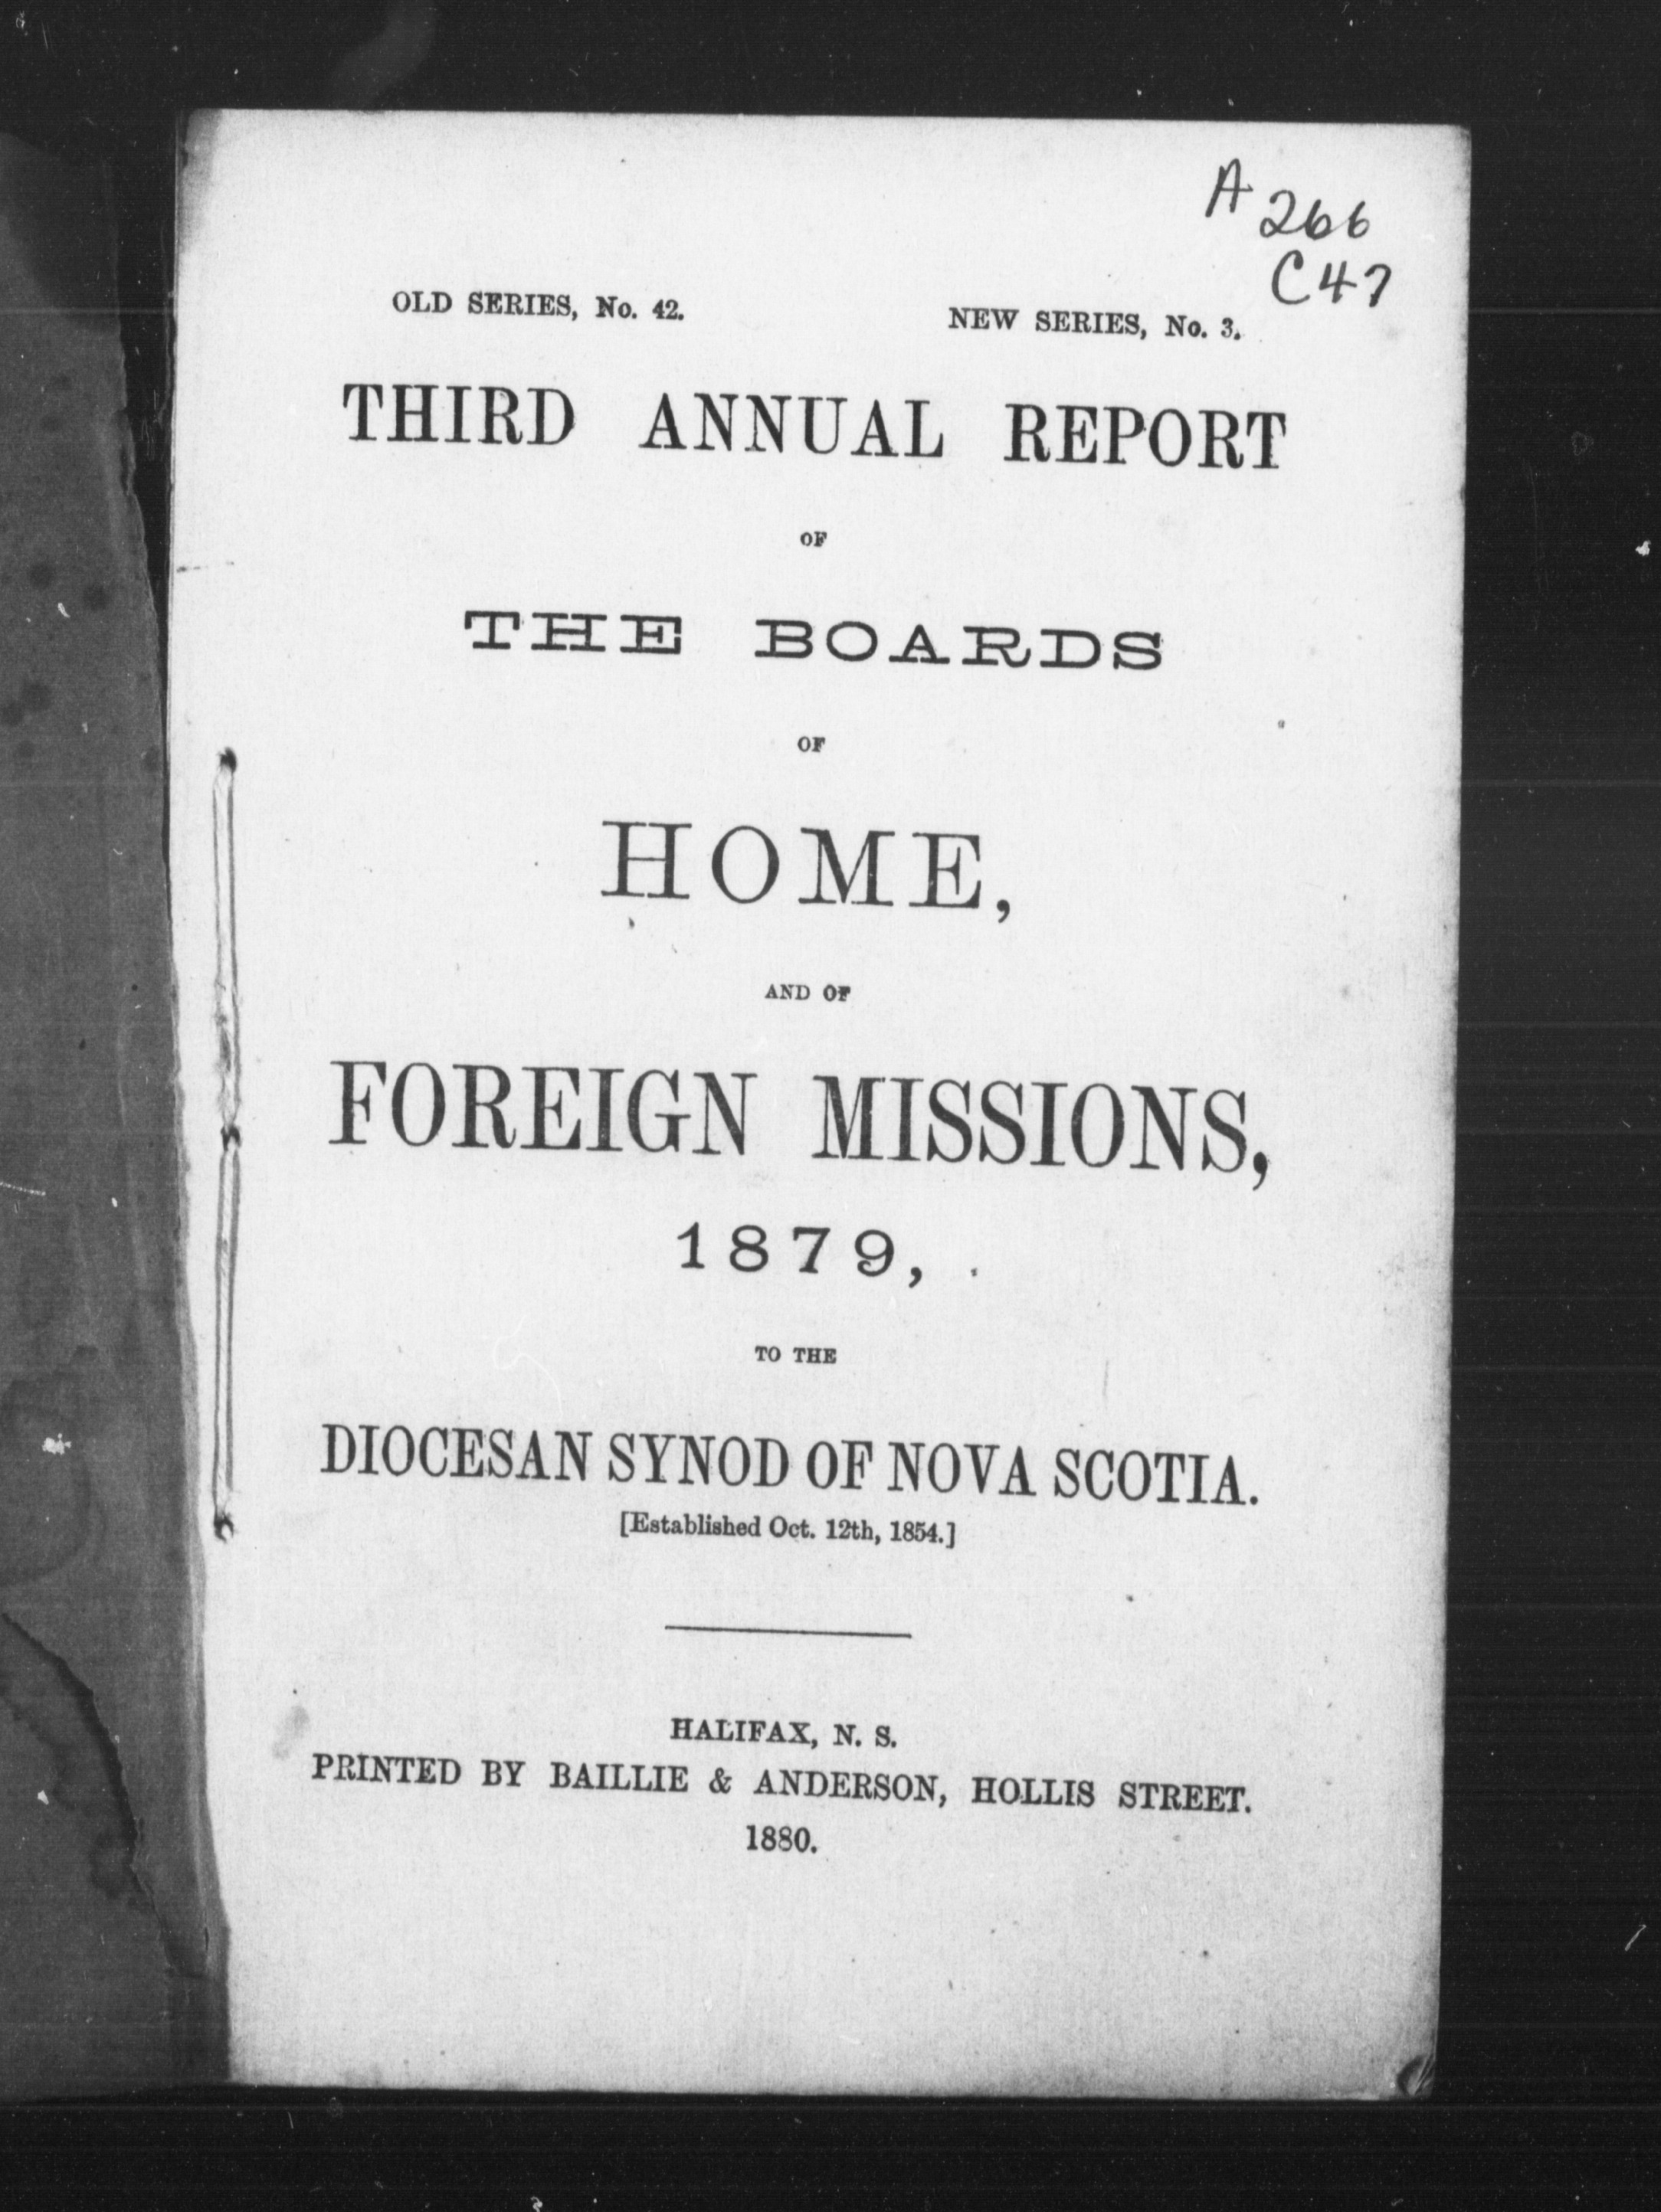 A 266
C47
OLD SERIES, No. 42. NEW SERIES, No. 3.
THIRD ANNUAL REPORT
OF
THE BOARDS
OF
HOME,
AND OF
FOREIGN MISSIONS,
1879,
TO THE
DIOCESAN SYNOD OF NOVA SCOTIA.
[Established Oct. 12th, 1854.]
HALIFAX, N. S.
PRINTED BY BAILLIE & ANDERSON, HOLLIS STREET.
1880.